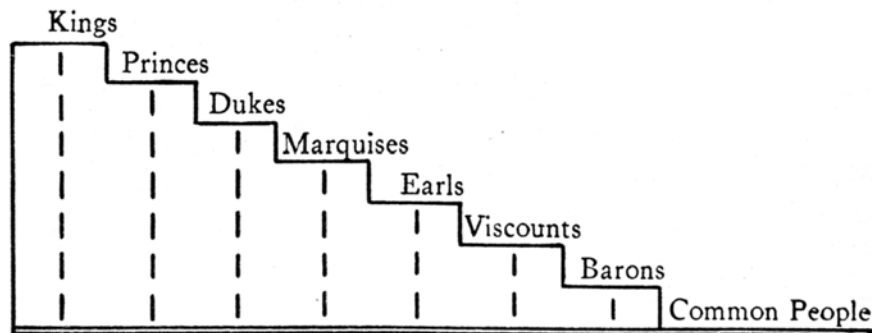 Kings
Princes
Dukes
Marquises
Earls
Viscounts
Barons
Common People